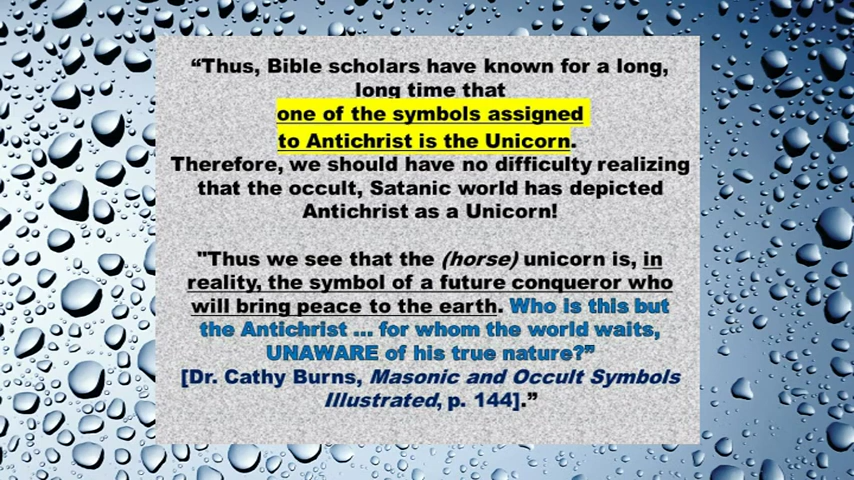 “Thus, Bible scholars have known for a long,
long time that
one of the symbols assigned
to Antichrist is the Unicorn.
Therefore, we should have no difficulty realizing
that the occult, Satanic world has depicted
Antichrist as a Unicorn!
"Thus we see that the (horse) unicorn is, in
reality, the symbol of a future conqueror who
will bring peace to the earth. Who is this but
the Antichrist ... for whom the world waits,
UNAWARE of his true nature?”
[Dr. Cathy Burns, Masonic and Occult Symbols
Illustrated, p. 144].”